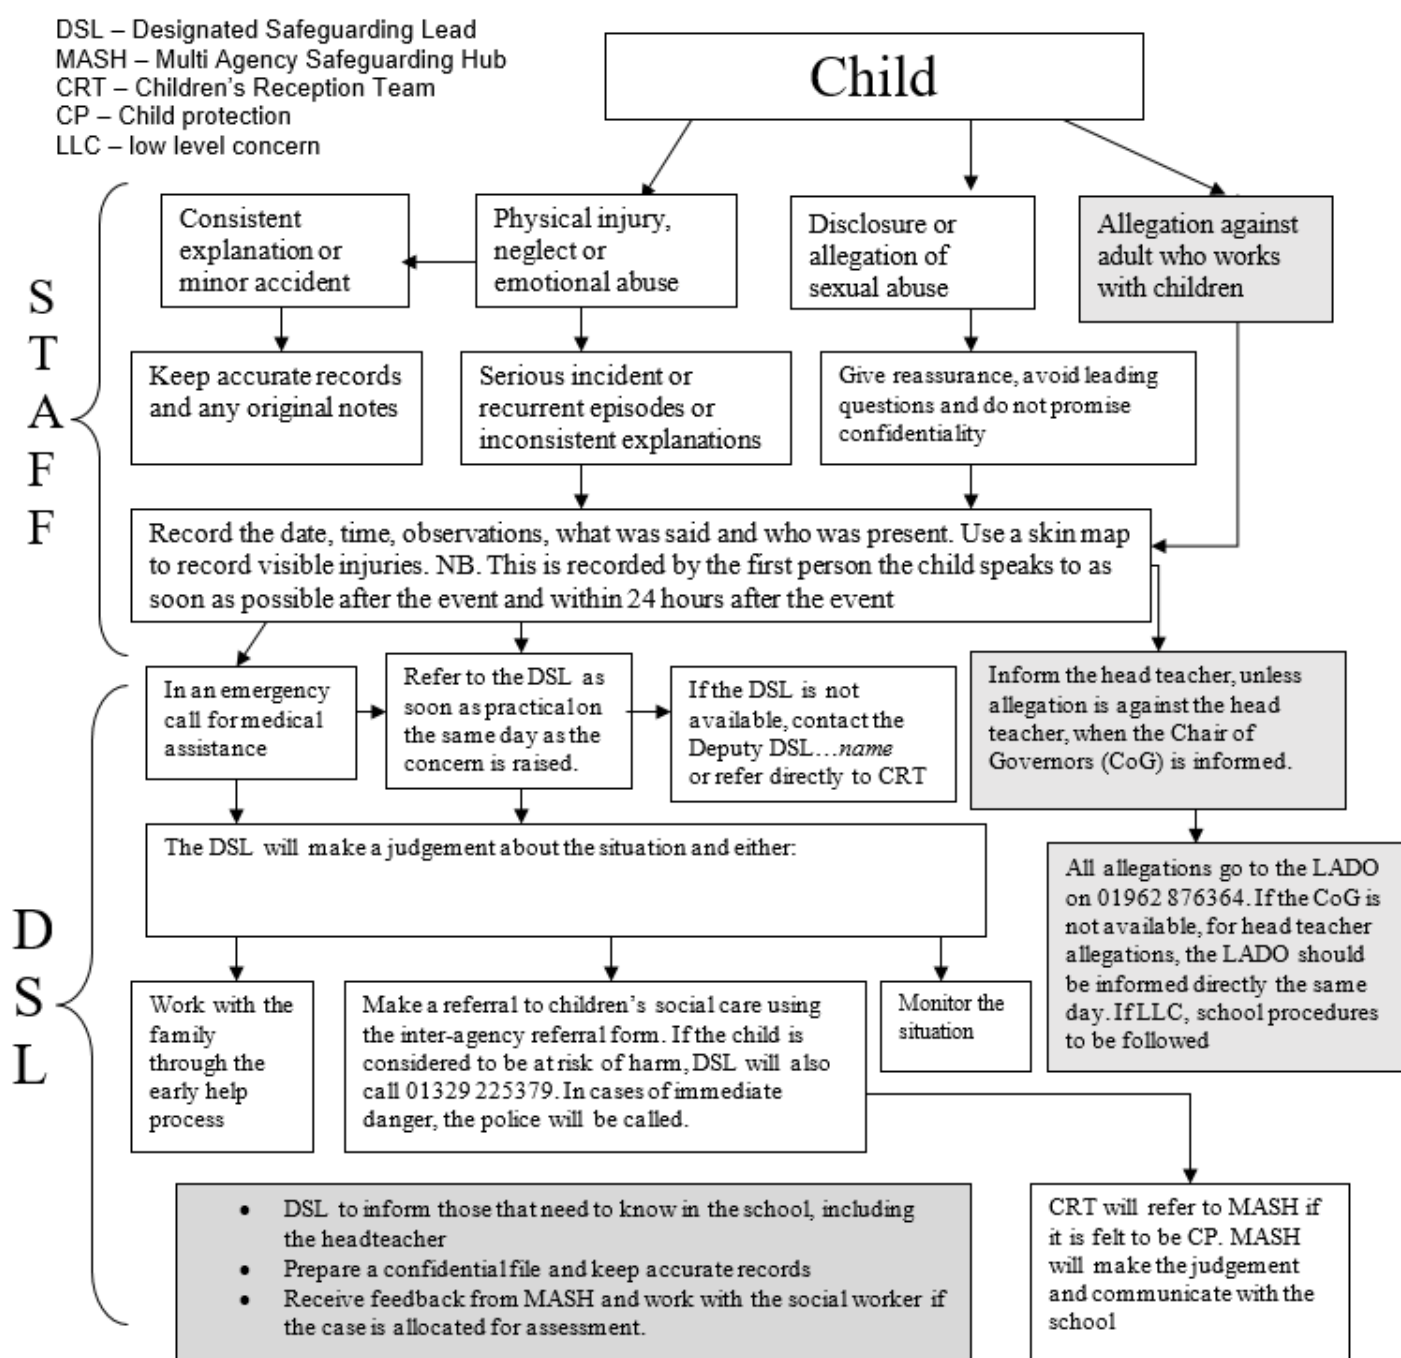 DSL – Designated Safeguarding Lead
MASH – Multi Agency Safeguarding Hub
CRT – Children's Reception Team
CP – Child protection
LLC – low level concern
Child
S
T
A
F
F
Consistent
explanation or
minor accident
Physical injury,
neglect or
emotional abuse
Disclosure or
allegation of
sexual abuse
Allegation against
adult who works
with children
Keep accurate records
and any original notes
Serious incident or
recurrent episodes or
inconsistent explanations
Give reassurance, avoid leading
questions and do not promise
confidentiality
Record the date, time, observations, what was said and who was present. Use a skin map
to record visible injuries. NB. This is recorded by the first person the child speaks to as
soon as possible after the event and within 24 hours after the event
D
S
L
In an emergency
call for medical
assistance
Refer to the DSL as
soon as practical on
the same day as the
concern is raised.
If the DSL is not
available, contact the
Deputy DSL...name
or refer directly to CRT
Inform the head teacher, unless
allegation is against the head
teacher, when the Chair of
Governors (CoG) is informed.
The DSL will make a judgement about the situation and either:
All allegations go to the LADO
on 01962 876364. If the CoG is
not available, for head teacher
allegations, the LADO should
be informed directly the same
day. If LLC, school procedures
to be followed
Work with the
family
through the
early help
process
Make a referral to children's social care using
the inter-agency referral form. If the child is
considered to be at risk of harm, DSL will also
call 01329 225379. In cases of immediate
danger, the police will be called.
Monitor the
situation
• DSL to inform those that need to know in the school, including
the headteacher
• Prepare a confidential file and keep accurate records
• Receive feedback from MASH and work with the social worker if
the case is allocated for assessment.
CRT will refer to MASH if
it is felt to be CP. MASH
will make the judgement
and communicate with the
school